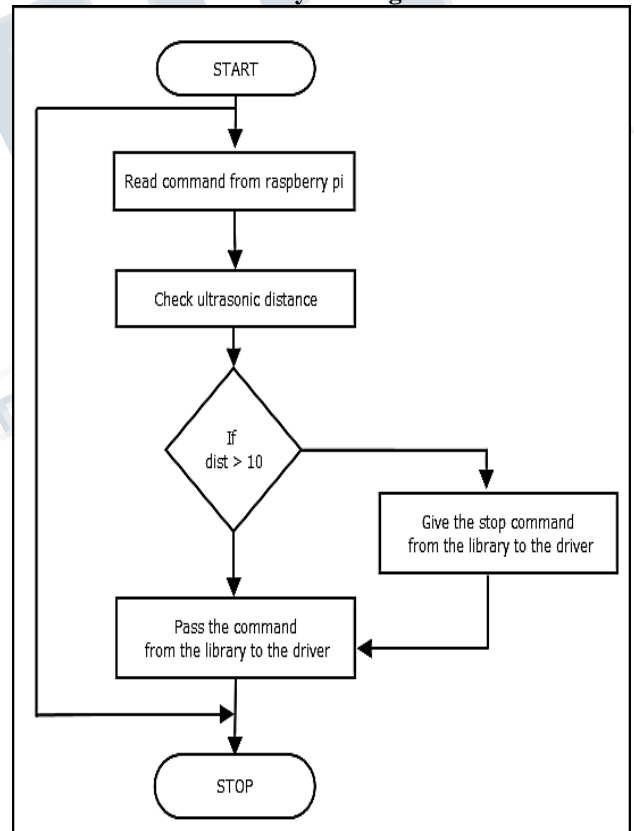 START
Read command from raspberry pi
Check ultrasonic distance
If
dist > 10
Give the stop command
from the library to the driver
Pass the command
from the library to the driver
STOP